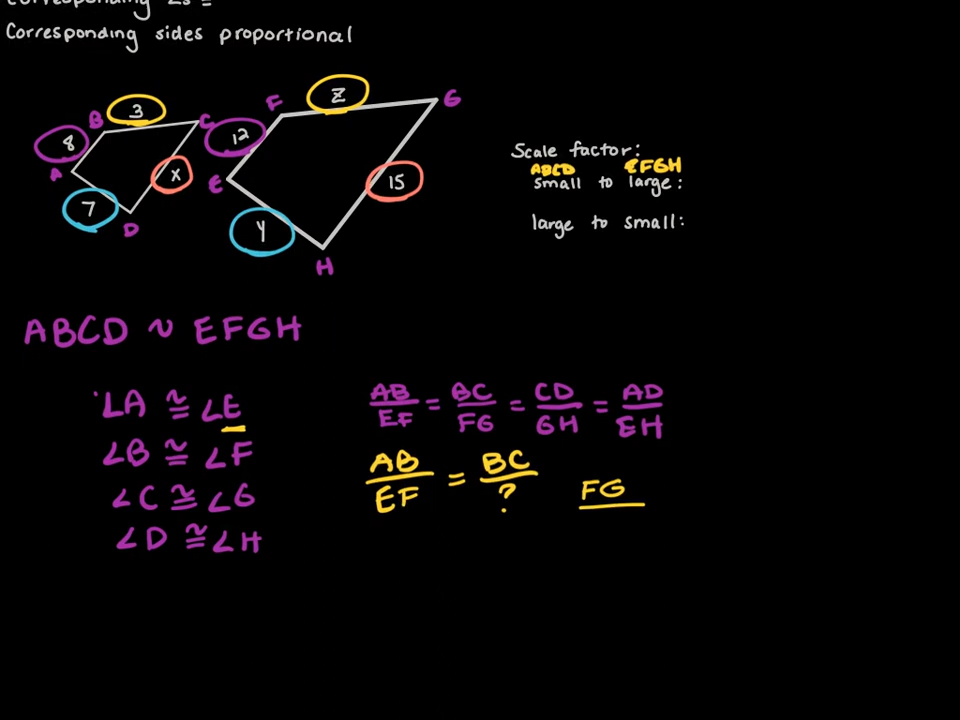 Corresponding ∠s ≅
Corresponding sides proportional
B 3 C
8
A
X
7
D
F Z G
12
E
15
Y
H
Scale factor:
ABCD EFGH
small to large:
large to small:
ABCD ~ EFGH
∠A ≅ ∠E
∠B ≅ ∠F
∠C ≅ ∠G
∠D ≅ ∠H
AB/EF = BC/FG = CD/GH = AD/EH
AB/EF = BC/?
FG